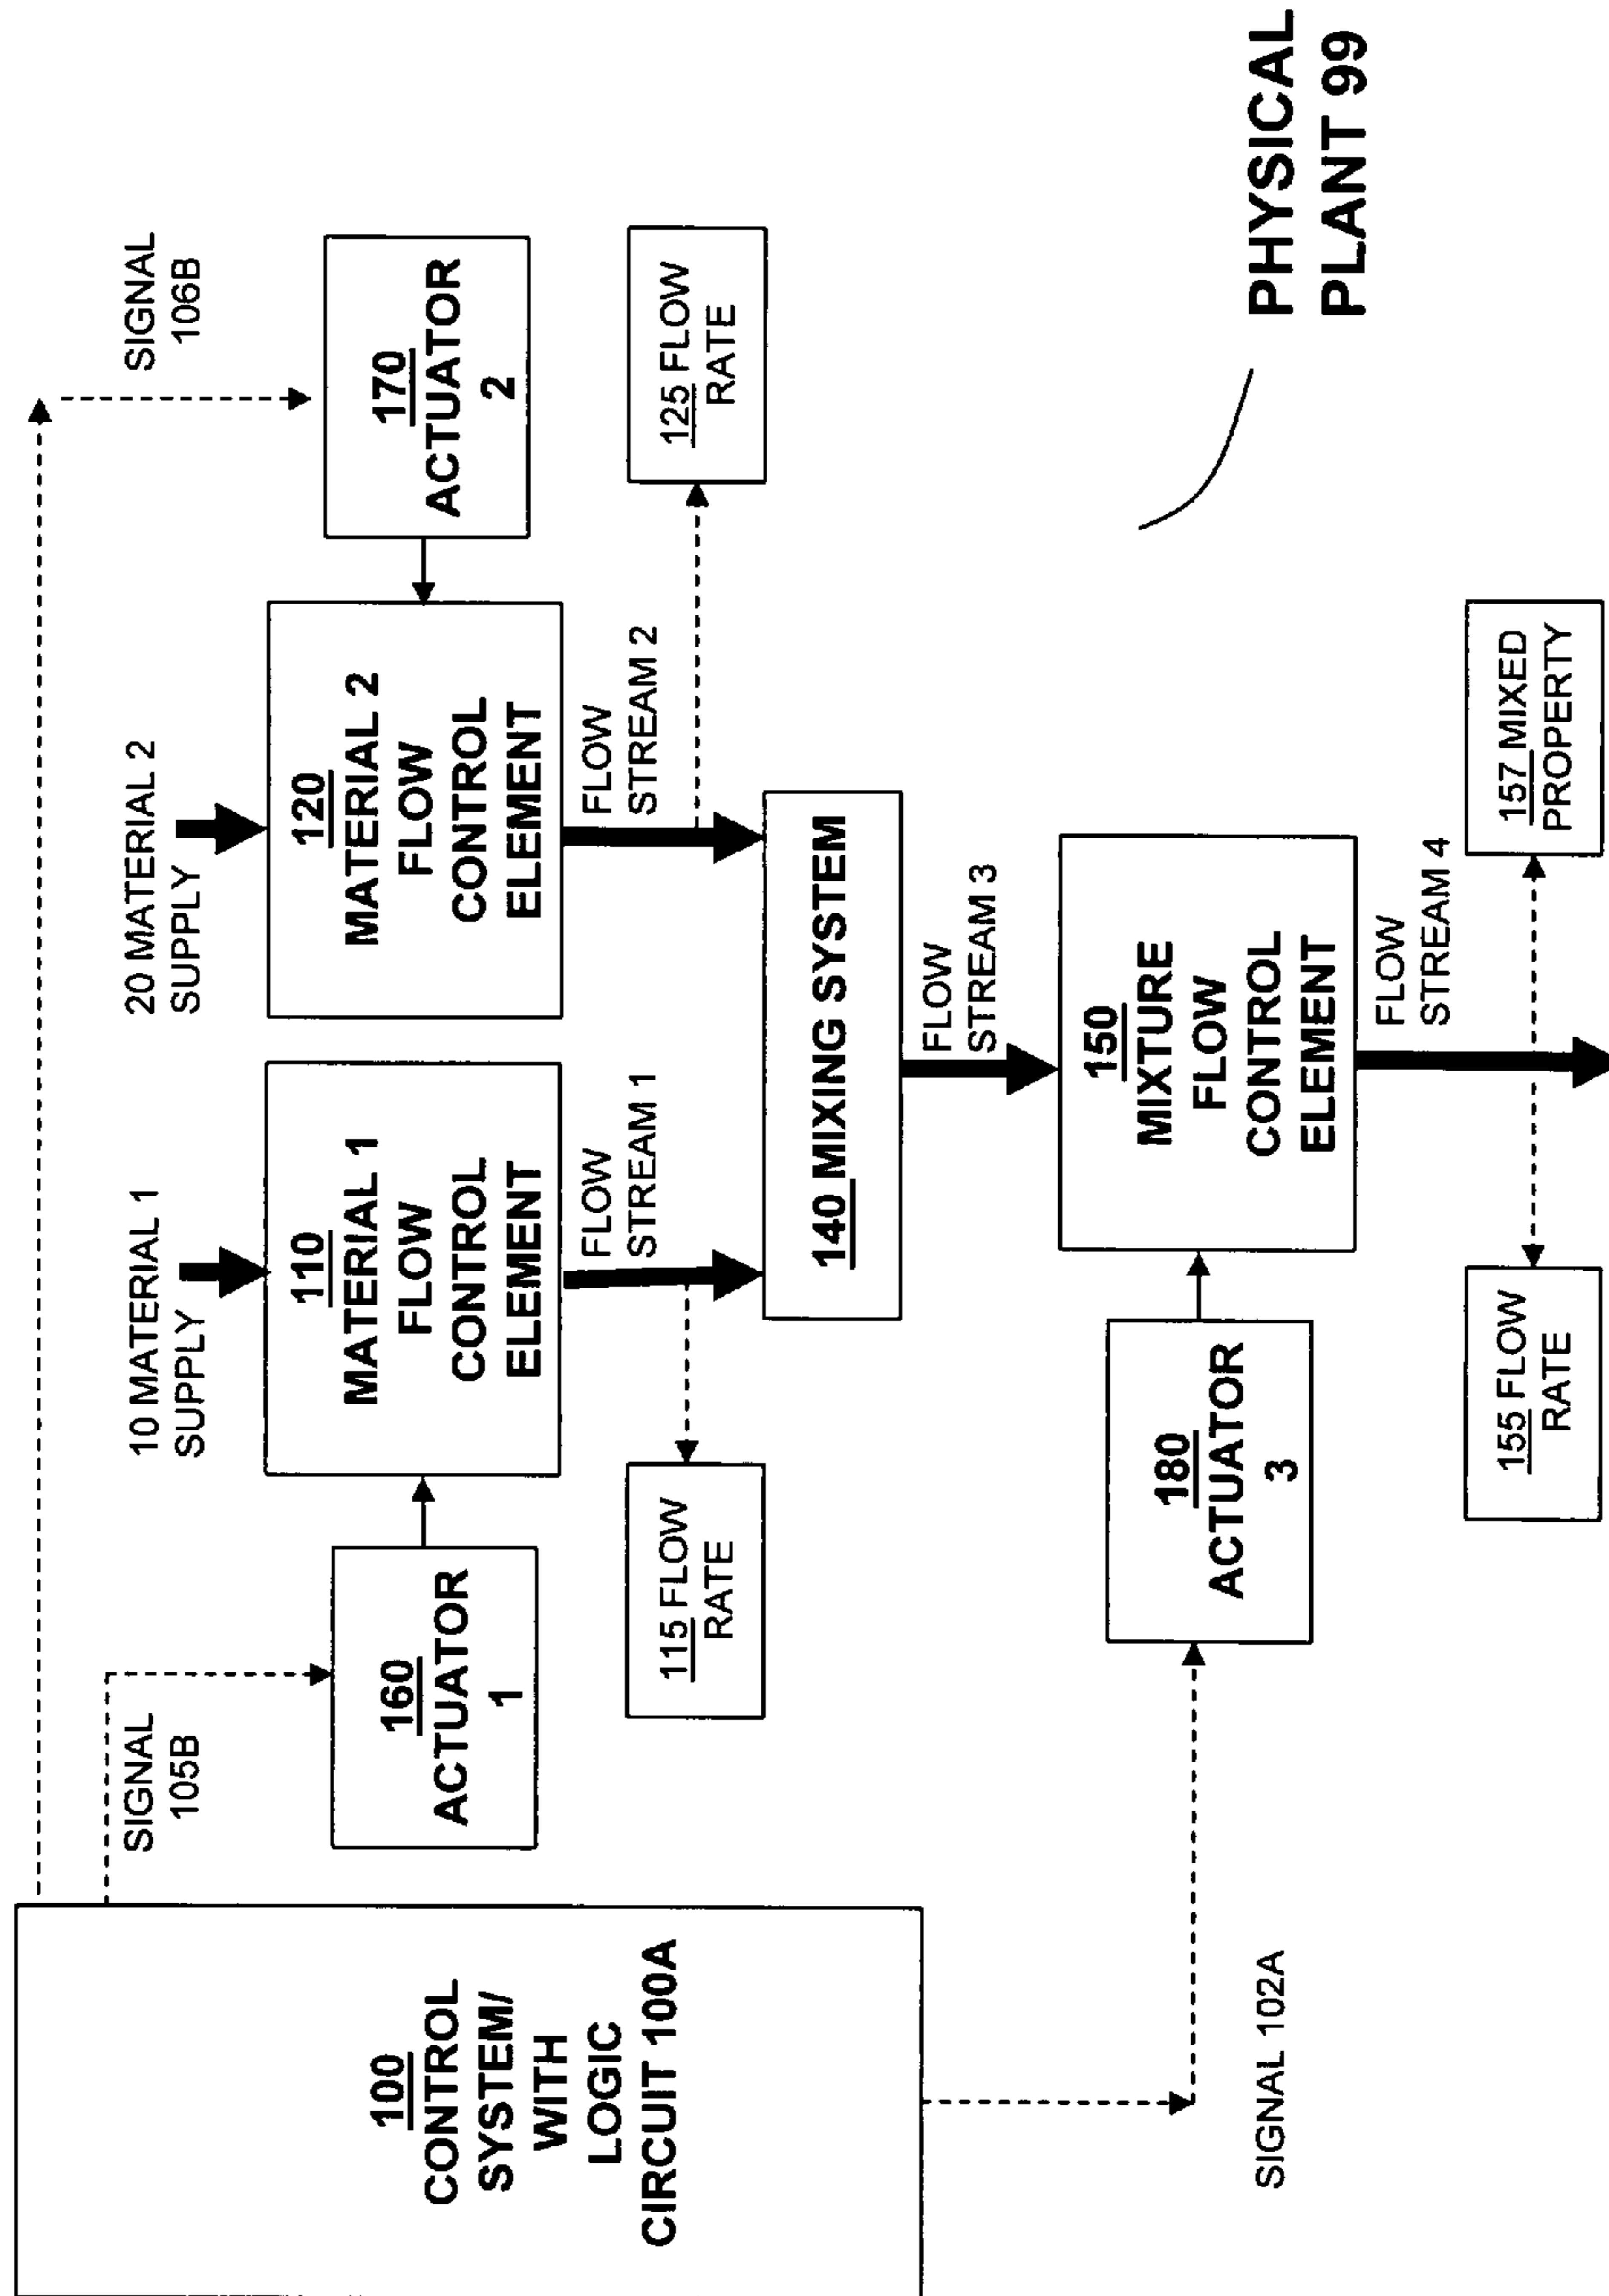 SIGNAL
106B
20 MATERIAL 2
SUPPLY
10 MATERIAL 1
SUPPLY
SIGNAL
105B
100
CONTROL
SYSTEM/
WITH
LOGIC
CIRCUIT 100A
160
ACTUATOR
1
110
MATERIAL 1
FLOW
CONTROL
ELEMENT
120
MATERIAL 2
FLOW
CONTROL
ELEMENT
170
ACTUATOR
2
FLOW
STREAM 1
FLOW
STREAM 2
115 FLOW
RATE
125 FLOW
RATE
140 MIXING SYSTEM
FLOW
STREAM 3
180
ACTUATOR
3
150
MIXTURE
FLOW
CONTROL
ELEMENT
SIGNAL 102A
PHYSICAL
PLANT 99
FLOW
STREAM 4
155 FLOW
RATE
157 MIXED
PROPERTY